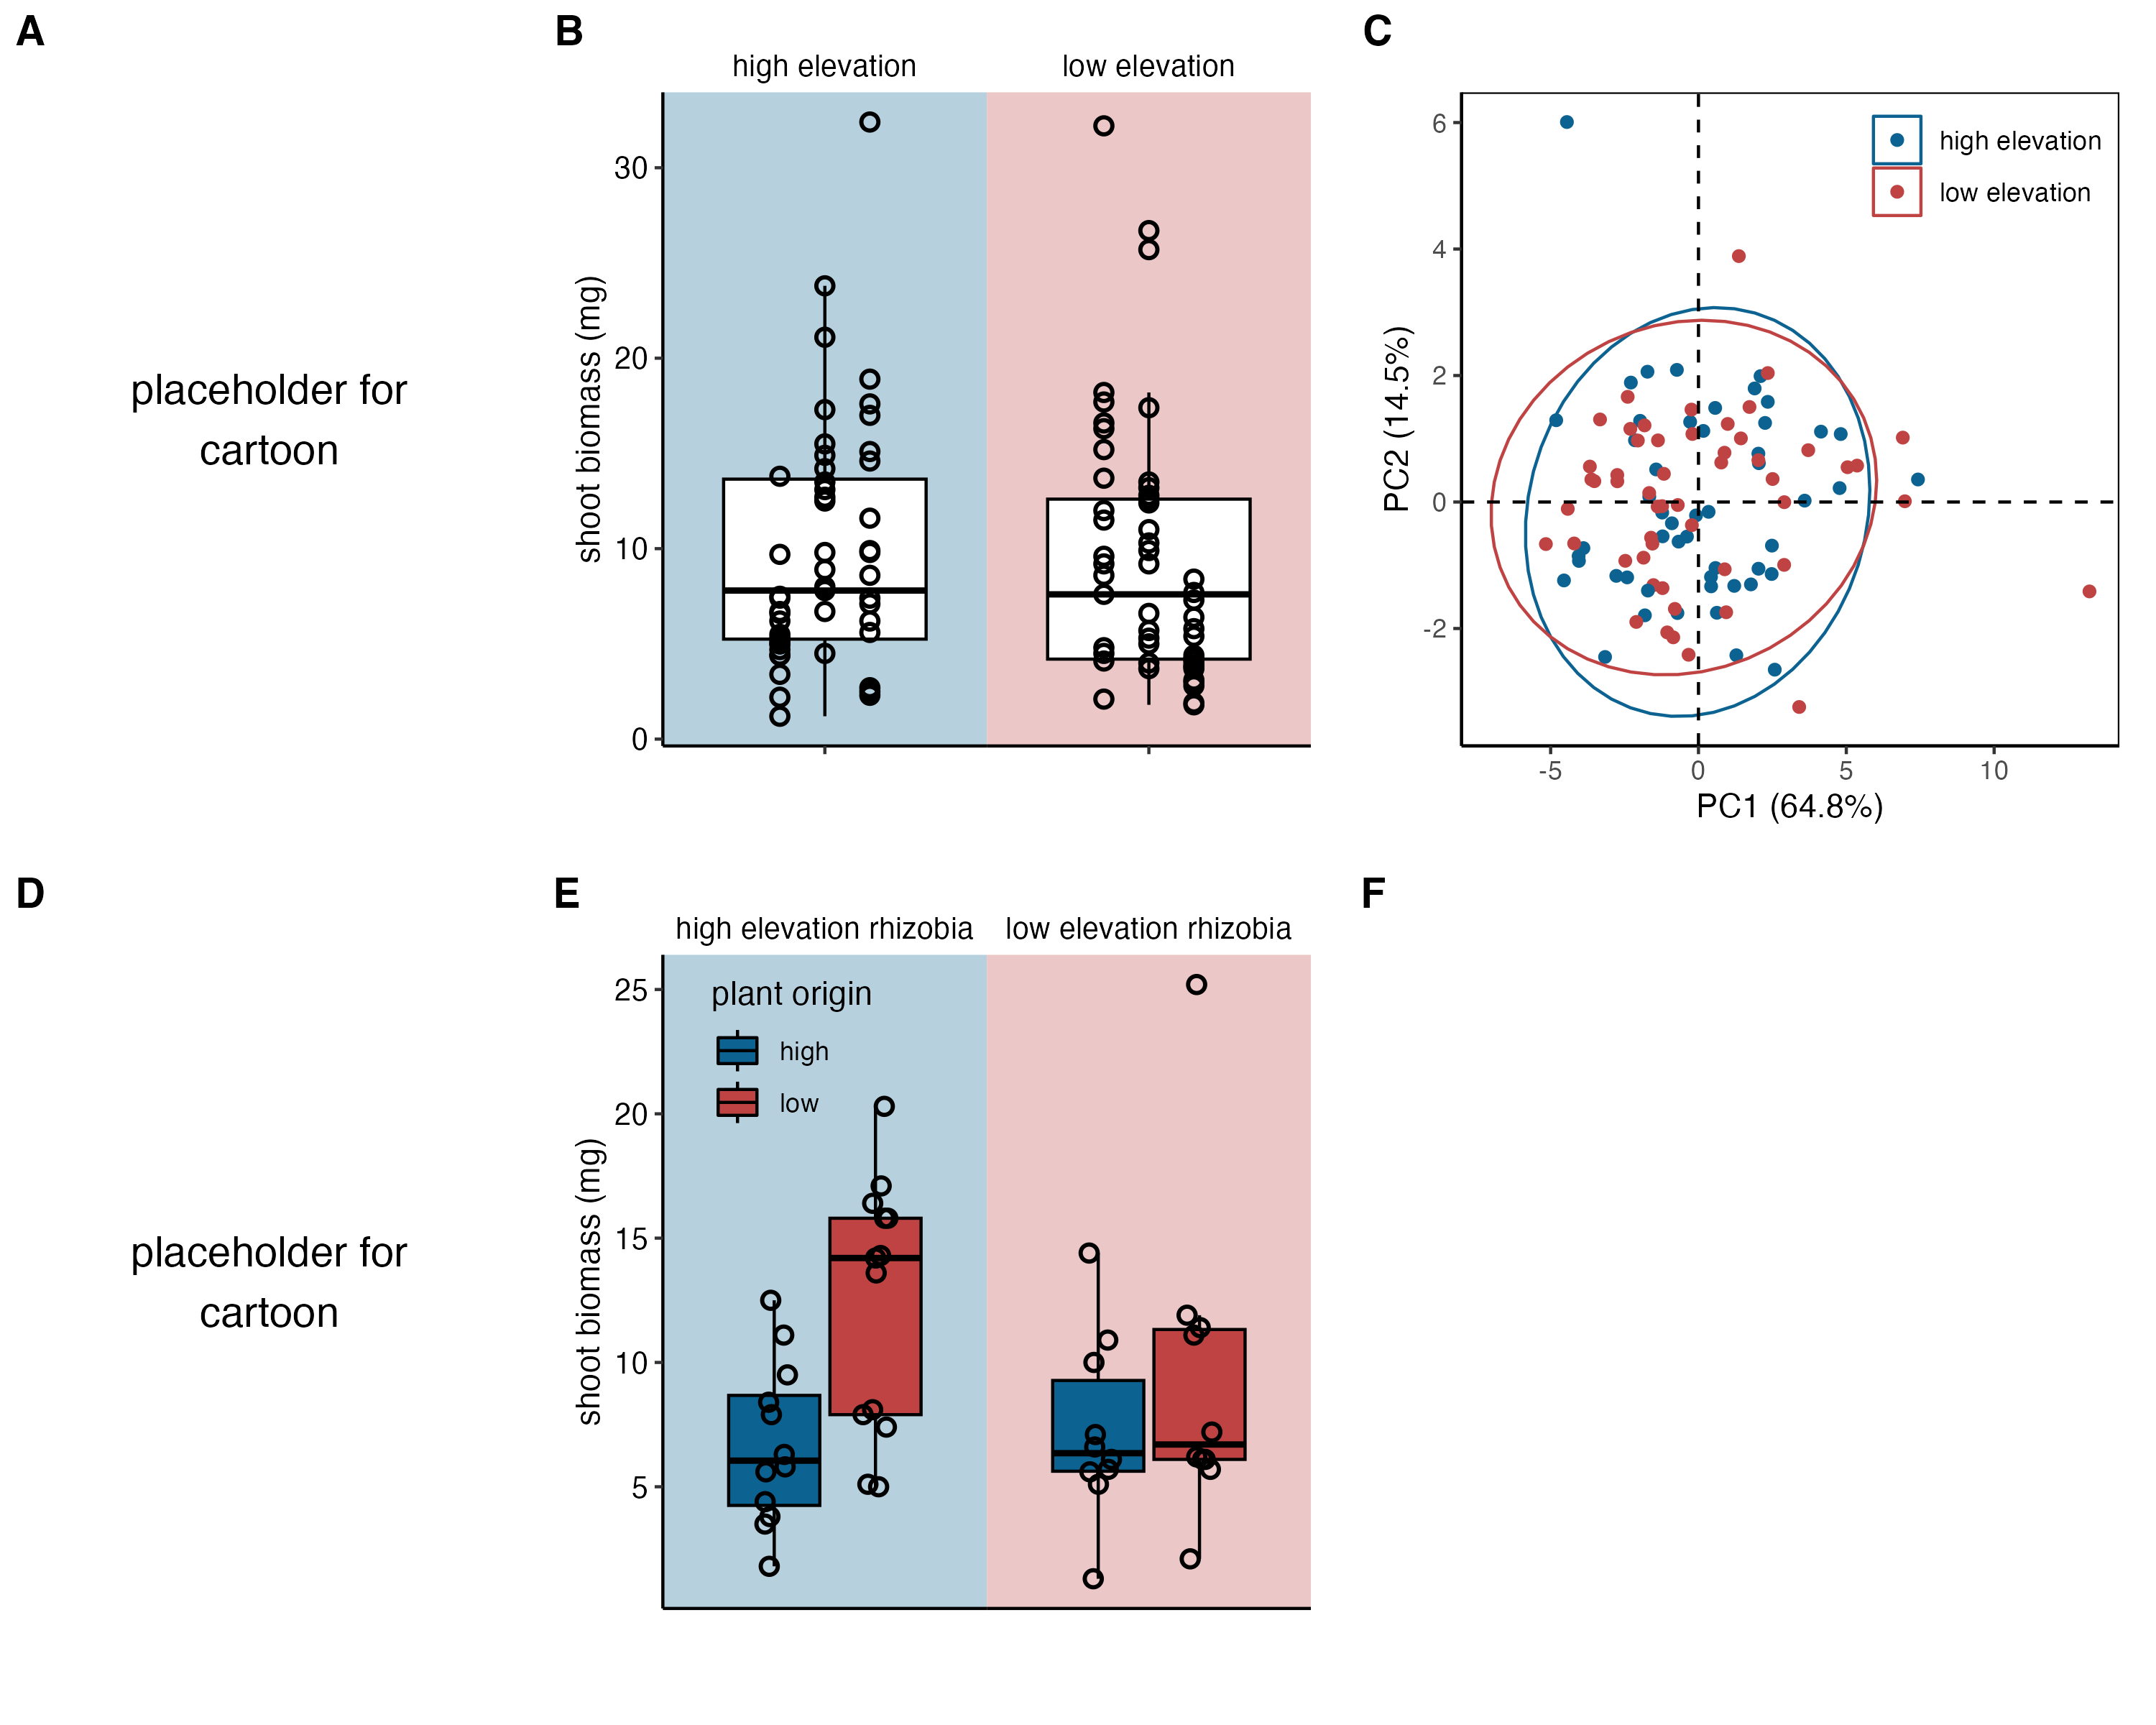 A
placeholder for
cartoon
B
high elevation
low elevation
shoot biomass (mg)
30
20
10
0
C
high elevation
low elevation
PC2 (14.5%)
6
4
2
0
-2
-5
0
5
10
PC1 (64.8%)
D
placeholder for
cartoon
E
high elevation rhizobia
low elevation rhizobia
plant origin
high
low
shoot biomass (mg)
25
20
15
10
5
F